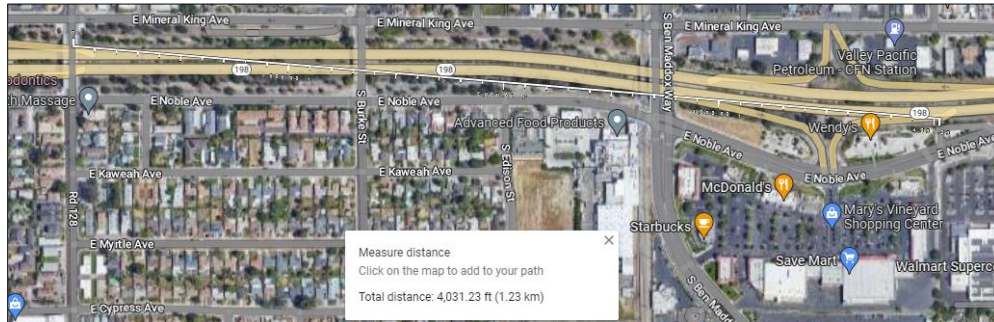 E Mineral King Ave
E Mineral King Ave
E Mineral King Ave
S Ben Maddox Way
Valley Pacific
Petroleum - CFN Station
198
198
198
odontics
th Massage
E Noble Ave
S Burke St
E Noble Ave
Advanced Food Products
Wendy's
E Noble Ave
E Noble Ave
E Noble Ave
Rd 128
E Kaweah Ave
E Kaweah Ave
S Edison St
McDonald's
Mary's Vineyard
Shopping Center
Starbucks
E Myrtle Ave
Save Mart
Walmart Superc
S Ben Madd
E Cypress Ave
Measure distance
Click on the map to add to your path
Total distance: 4,031.23 ft (1.23 km)